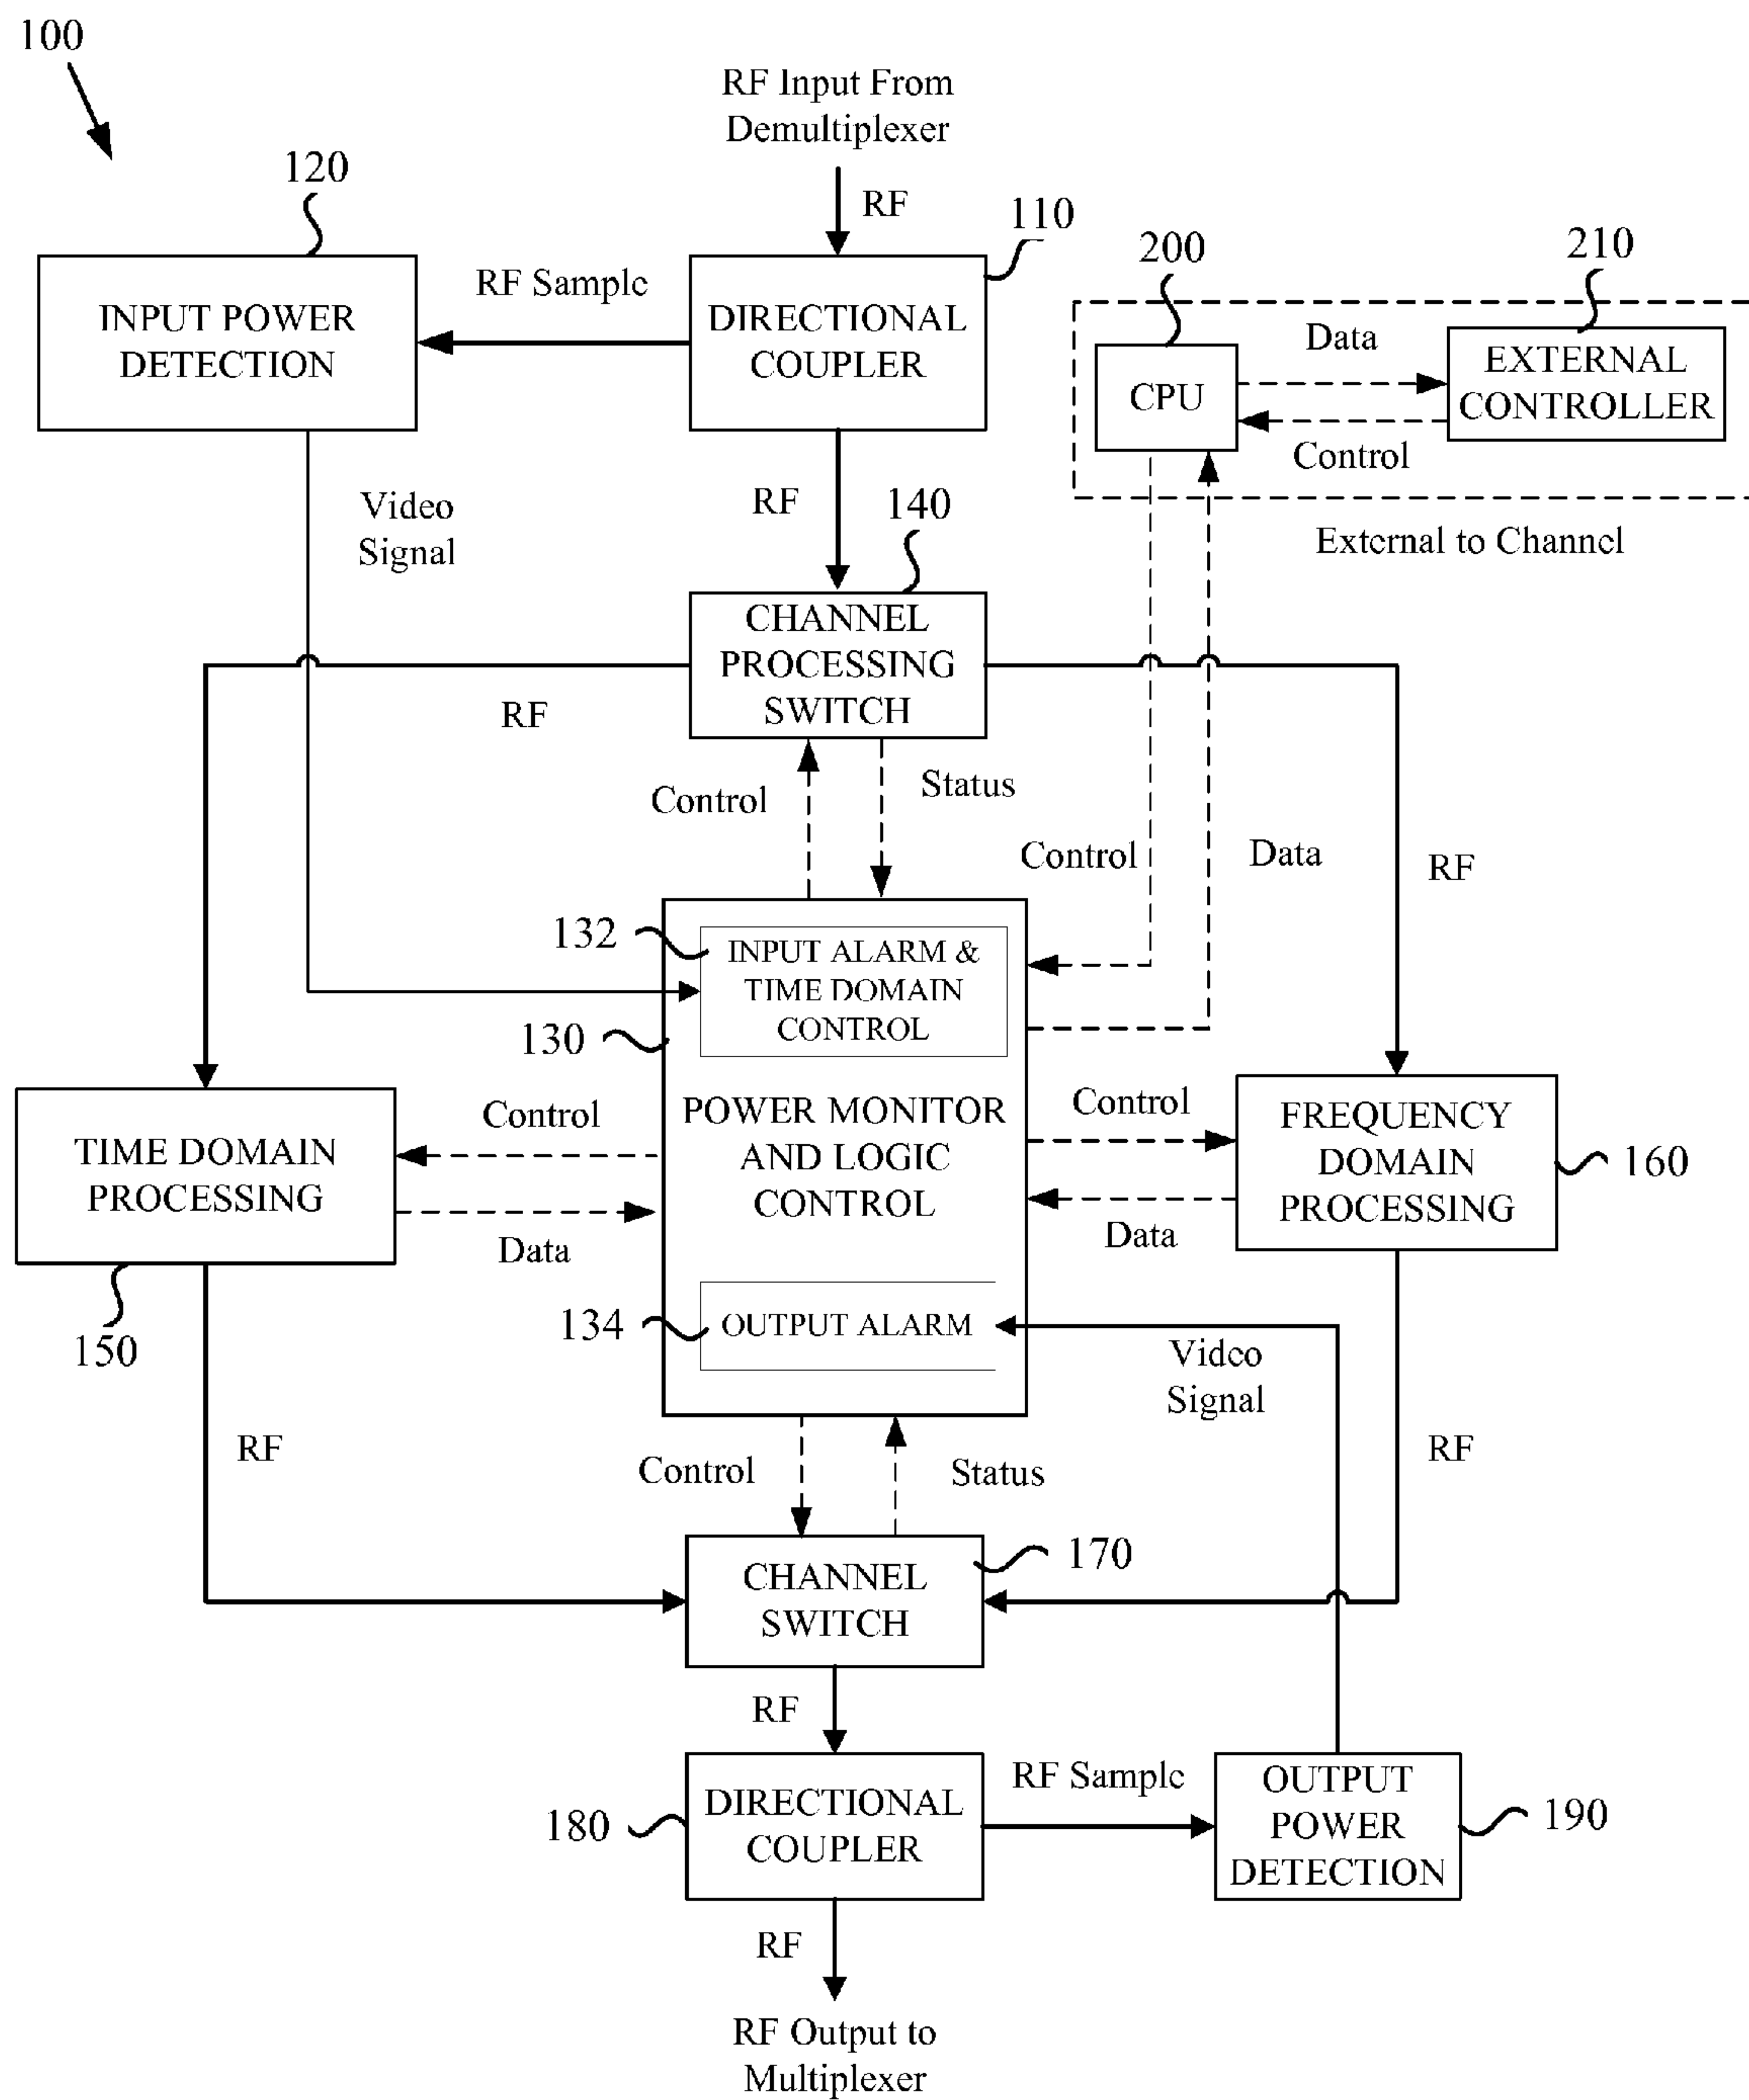 100
RF Input From
Demultiplexer
120
RF
110
200
210
INPUT POWER
DETECTION
RF Sample
DIRECTIONAL
COUPLER
CPU
Data
EXTERNAL
CONTROLLER
Control
External to Channel
Video
Signal
RF
140
CHANNEL
PROCESSING
SWITCH
RF
Control
Status
Control
Data
RF
132
INPUT ALARM &
TIME DOMAIN
CONTROL
130
POWER MONITOR
AND LOGIC
CONTROL
TIME DOMAIN
PROCESSING
Control
Data
150
Control
Data
FREQUENCY
DOMAIN
PROCESSING
160
134
OUTPUT ALARM
Video
Signal
RF
Control
Status
RF
CHANNEL
SWITCH
170
RF
180
DIRECTIONAL
COUPLER
RF Sample
OUTPUT
POWER
DETECTION
190
RF
RF Output to
Multiplexer